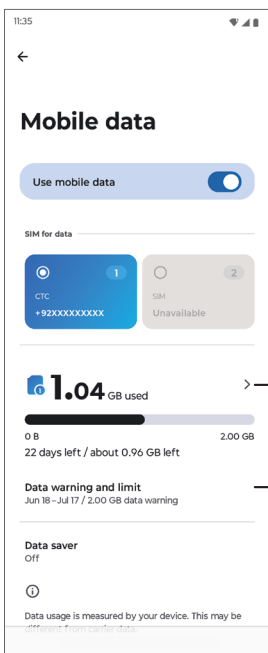 11:35
Mobile data
Use mobile data
SIM for data
1
2
CTC
SIM
+92XXXXXXXXX
Unavailable
1
1.04 GB used
0 B
2.00 GB
22 days left / about 0.96 GB left
Data warning and limit
Jun 18 – Jul 17 / 2.00 GB data warning
Data saver
Off
Data usage is measured by your device. This may be
different from carrier data.